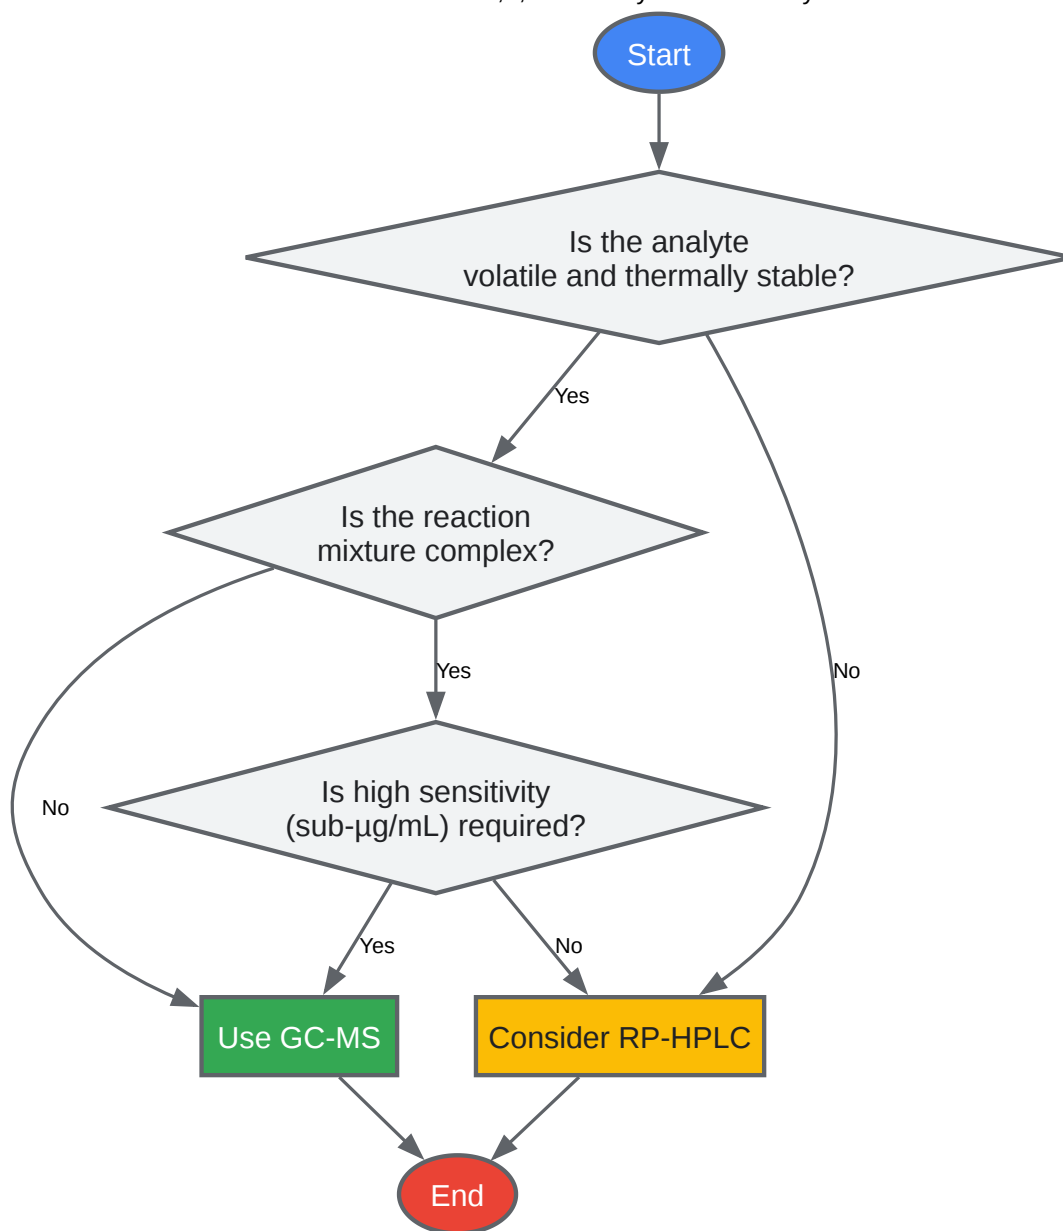 Start
Is the analyte
volatile and thermally stable?
Yes
Is the reaction
mixture complex?
Yes
No
No
Is high sensitivity
(sub-µg/mL) required?
Yes
No
Use GC-MS
Consider RP-HPLC
End